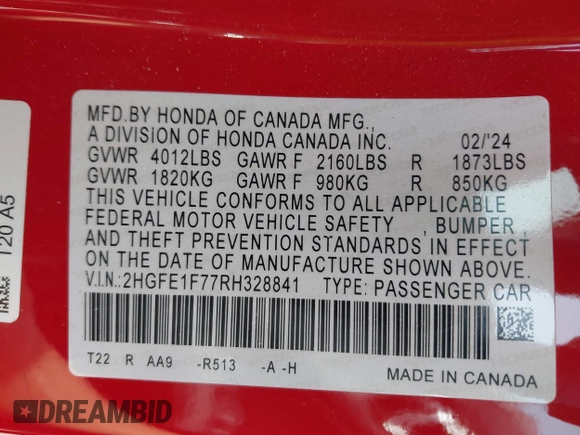 MFD.BY HONDA OF CANADA MFG.,
A DIVISION OF HONDA CANADA INC. 02/'24
GVWR 4012LBS GAWR F 2160LBS R 1873LBS
GVWR 1820KG GAWR F 980KG R 850KG
THIS VEHICLE CONFORMS TO ALL APPLICABLE
FEDERAL MOTOR VEHICLE SAFETY , BUMPER ,
AND THEFT PREVENTION STANDARDS IN EFFECT
ON THE DATE OF MANUFACTURE SHOWN ABOVE.
V.I.N.:2HGFE1F77RH328841 TYPE: PASSENGER CAR
T22 R AA9 -R513 -A -H
MADE IN CANADA
T20 A5
DREAMBID